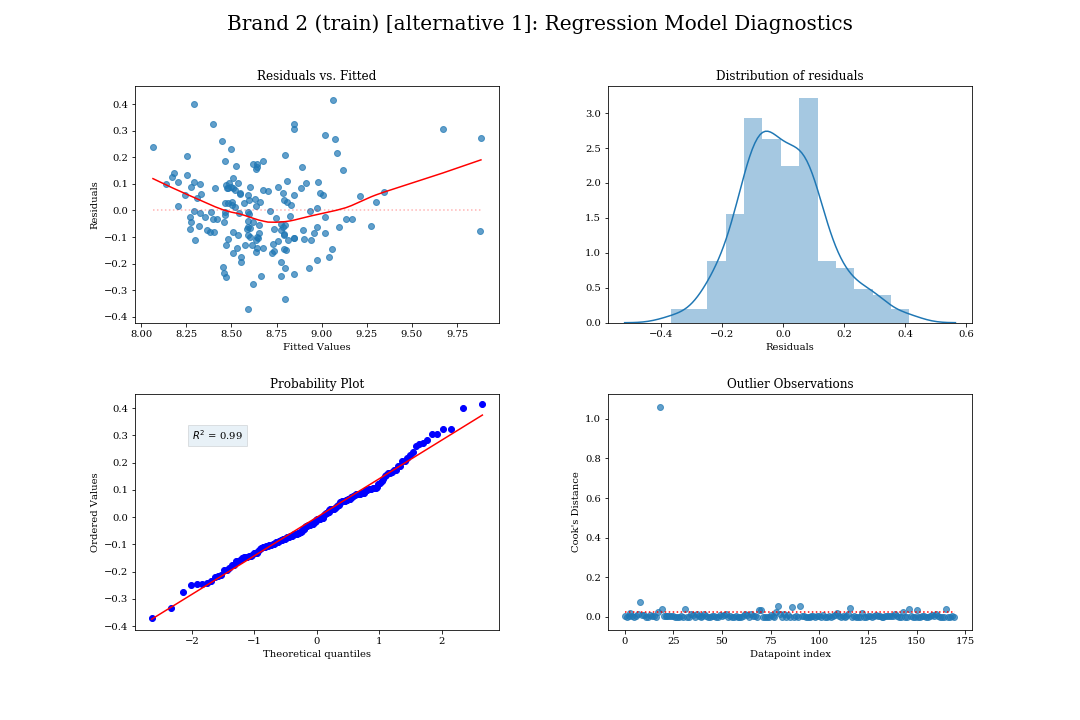 Brand 2 (train) [alternative 1]: Regression Model Diagnostics
Residuals vs. Fitted
Residuals
0.4
0.3
0.2
0.1
0.0
−0.1
−0.2
−0.3
−0.4
8.00 8.25 8.50 8.75 9.00 9.25 9.50 9.75
Fitted Values
Distribution of residuals
3.0
2.5
2.0
1.5
1.0
0.5
0.0
−0.4 −0.2 0.0 0.2 0.4 0.6
Residuals
Probability Plot
Ordered Values
0.4
0.3
0.2
0.1
0.0
−0.1
−0.2
−0.3
−0.4
R² = 0.99
−2 −1 0 1 2
Theoretical quantiles
Outlier Observations
Cook's Distance
1.0
0.8
0.6
0.4
0.2
0.0
0 25 50 75 100 125 150 175
Datapoint index